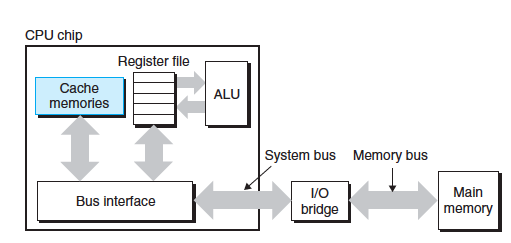 CPU chip
Register file
Cache
memories
ALU
System bus
Memory bus
Bus interface
I/O
bridge
Main
memory